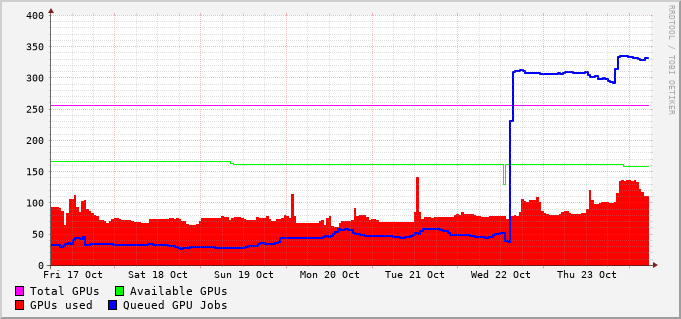 RRDTOOL / TOBI OETIKER
400
350
300
250
200
150
100
50
0
Fri 17 Oct Sat 18 Oct Sun 19 Oct Mon 20 Oct Tue 21 Oct Wed 22 Oct Thu 23 Oct
Total GPUs Available GPUs
GPUs used Queued GPU Jobs